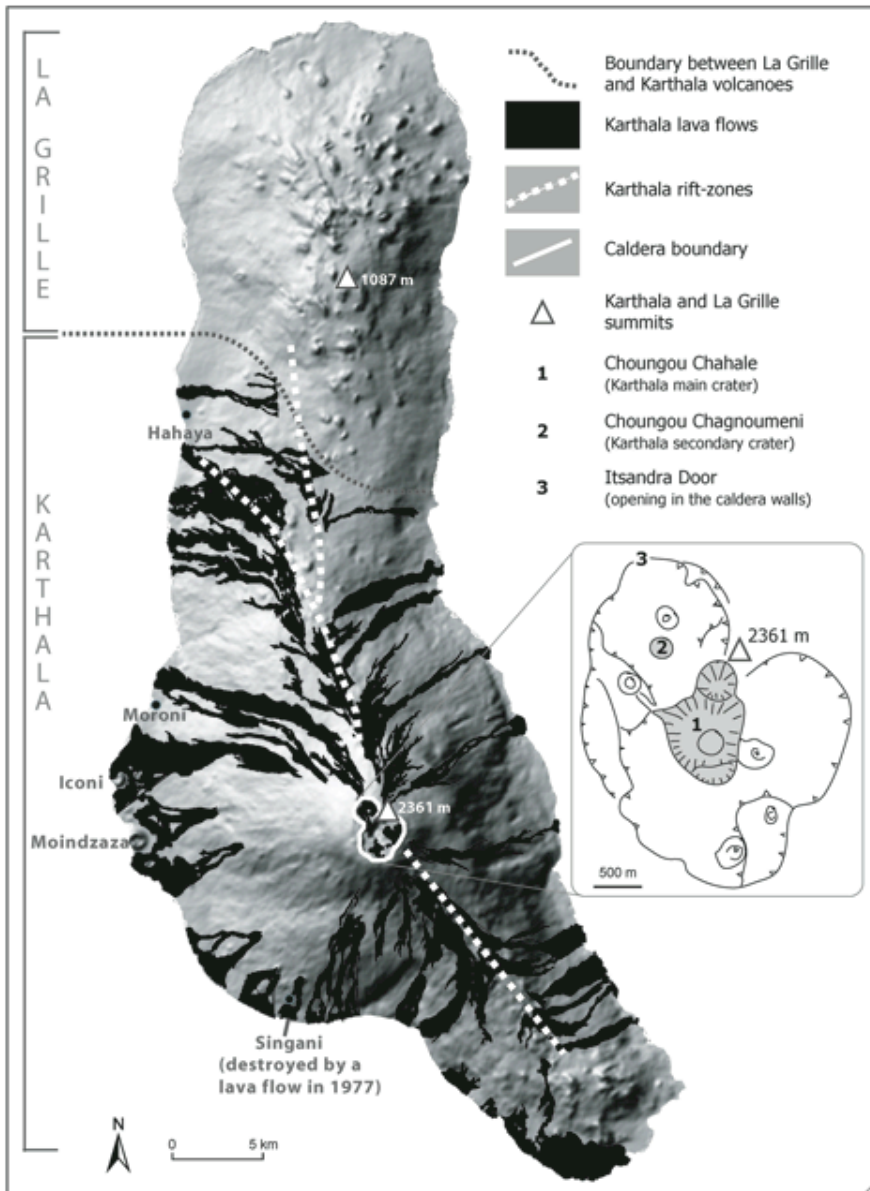 LA GRILLE
KARTHALA
Boundary between La Grille
and Karthala volcanoes
Karthala lava flows
Karthala rift-zones
Caldera boundary
Karthala and La Grille
summits
1 Choungou Chahale
(Karthala main crater)
2 Choungou Chagnoumeni
(Karthala secondary crater)
3 Itsandra Door
(opening in the caldera walls)
1087 m
Hahaya
Moroni
Iconi
Moindzaza
2361 m
Singani
(destroyed by a
lava flow in 1977)
N
0 5 km
3
2
2361 m
1
500 m